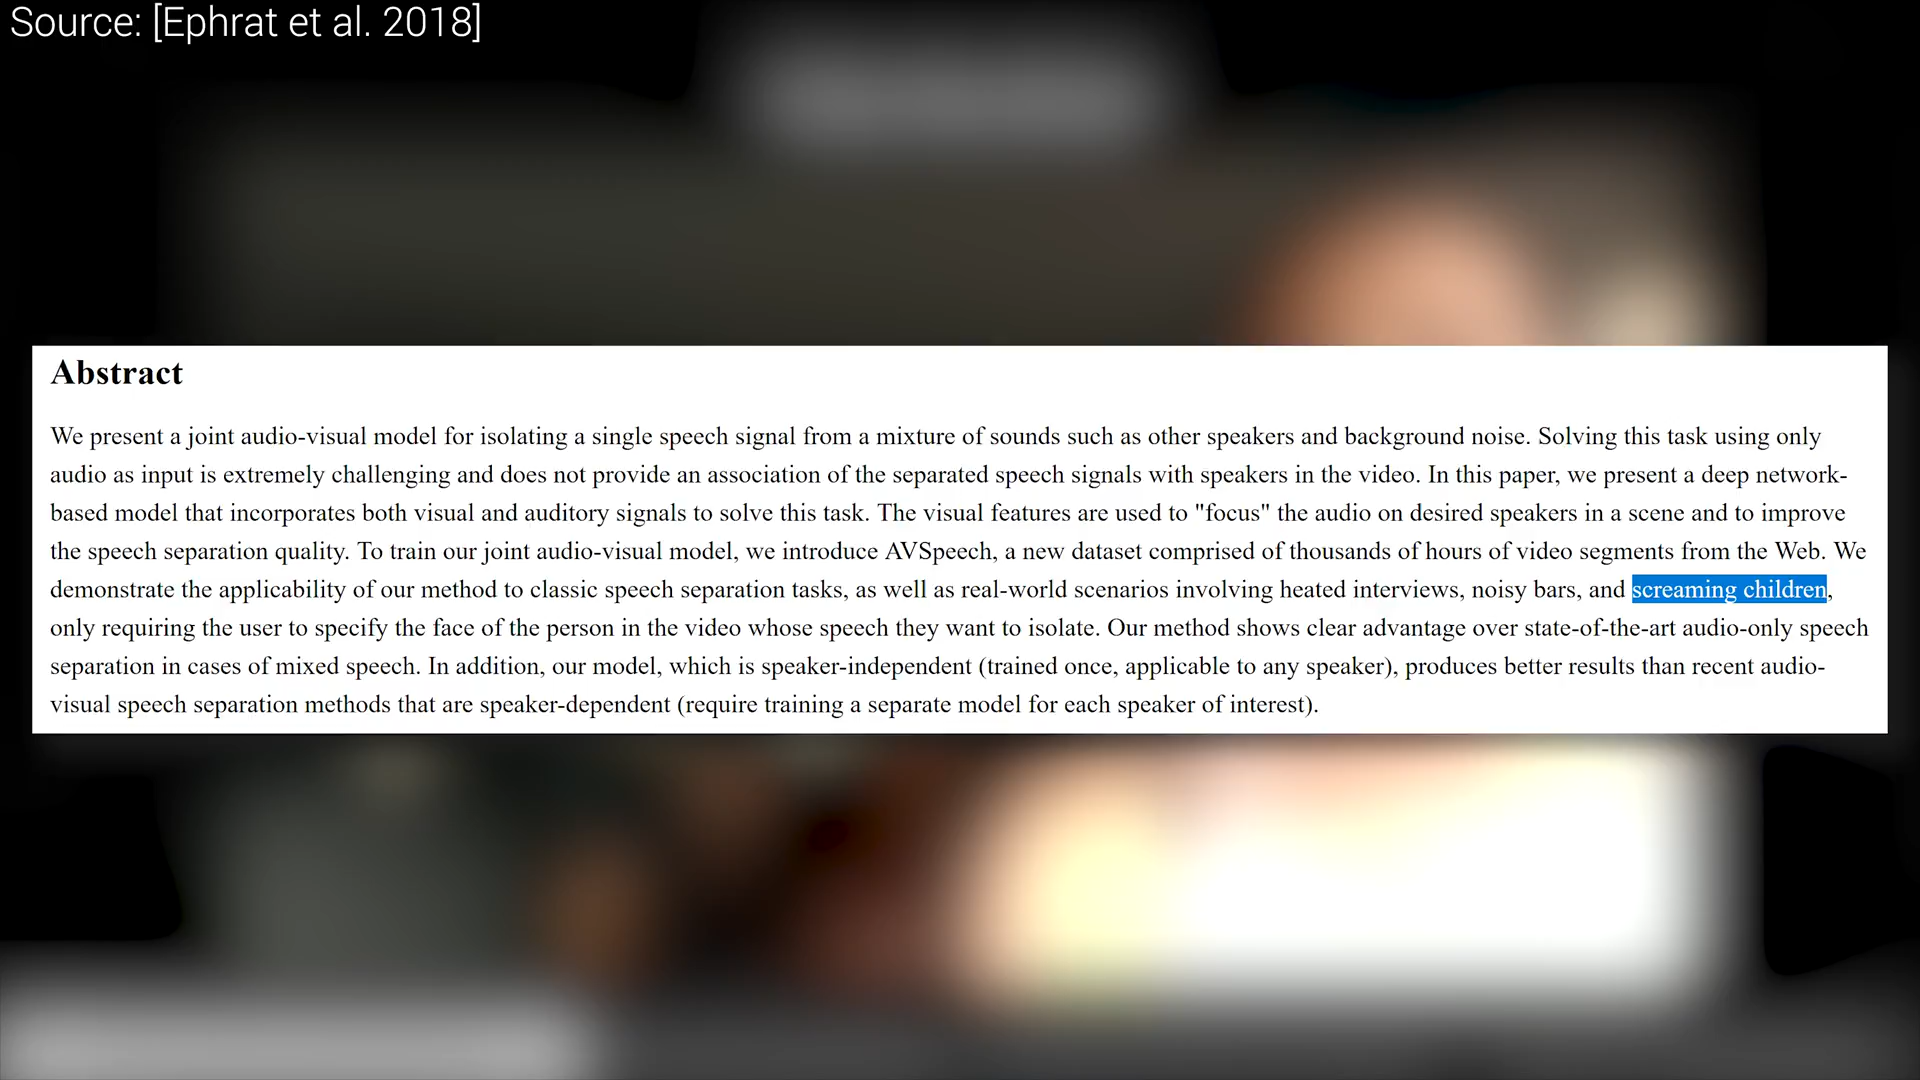 Source: [Ephrat et al. 2018]
Abstract
We present a joint audio-visual model for isolating a single speech signal from a mixture of sounds such as other speakers and background noise. Solving this task using only
audio as input is extremely challenging and does not provide an association of the separated speech signals with speakers in the video. In this paper, we present a deep network-
based model that incorporates both visual and auditory signals to solve this task. The visual features are used to "focus" the audio on desired speakers in a scene and to improve
the speech separation quality. To train our joint audio-visual model, we introduce AVSpeech, a new dataset comprised of thousands of hours of video segments from the Web. We
demonstrate the applicability of our method to classic speech separation tasks, as well as real-world scenarios involving heated interviews, noisy bars, and screaming children,
only requiring the user to specify the face of the person in the video whose speech they want to isolate. Our method shows clear advantage over state-of-the-art audio-only speech
separation in cases of mixed speech. In addition, our model, which is speaker-independent (trained once, applicable to any speaker), produces better results than recent audio-
visual speech separation methods that are speaker-dependent (require training a separate model for each speaker of interest).